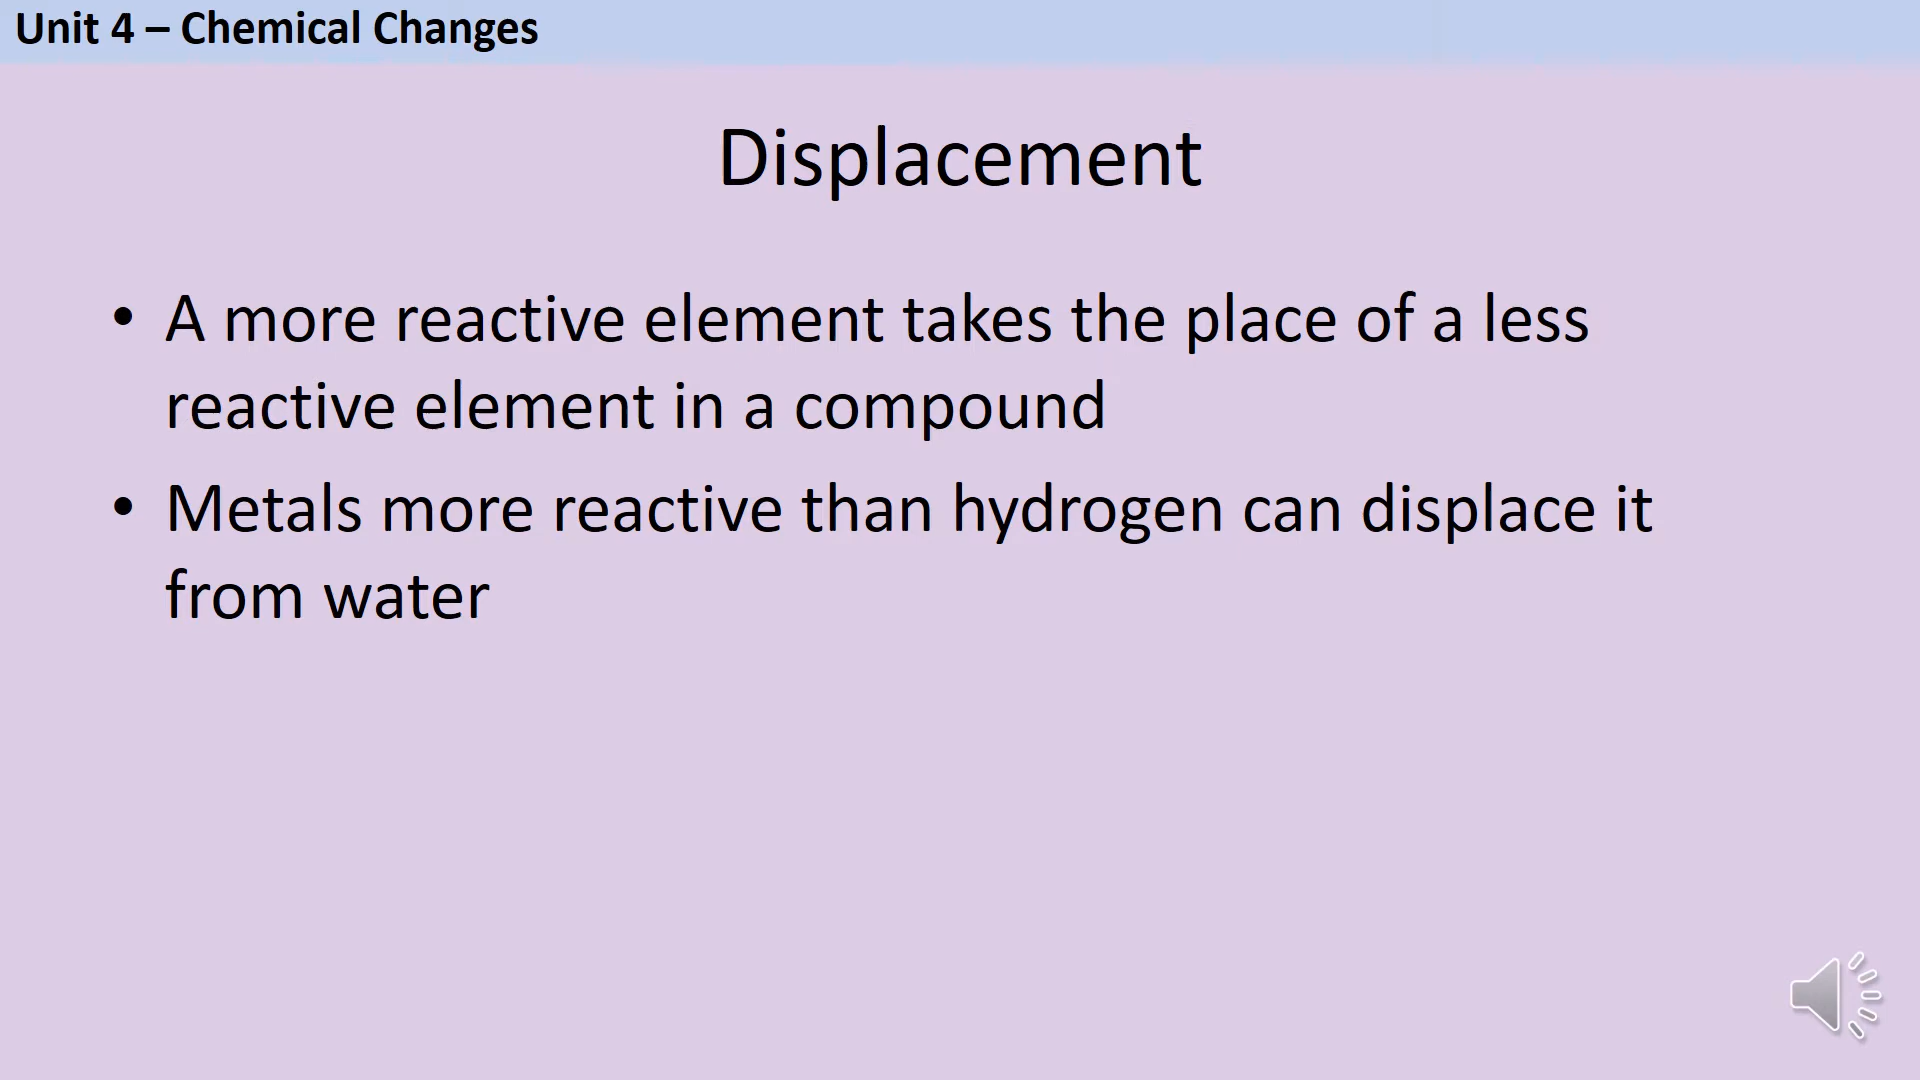 Unit 4 – Chemical Changes
Displacement
• A more reactive element takes the place of a less
reactive element in a compound
• Metals more reactive than hydrogen can displace it
from water